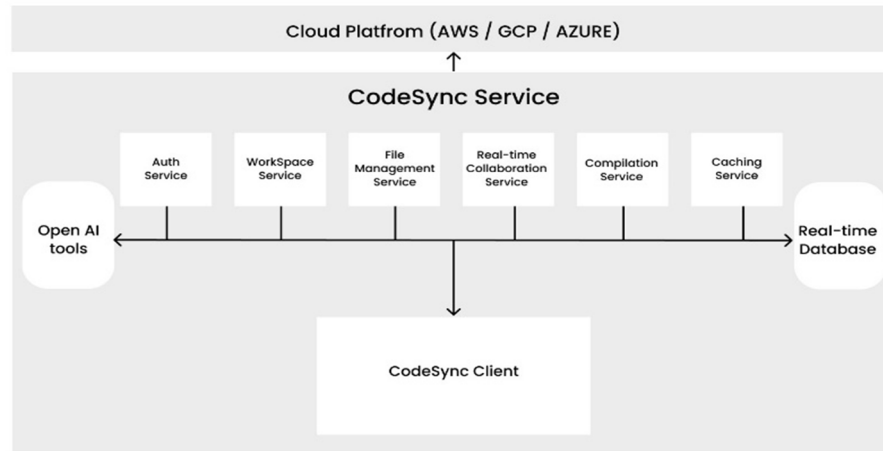 Cloud Platfrom (AWS / GCP / AZURE)
CodeSync Service
Auth
Service
WorkSpace
Service
File
Management
Service
Real-time
Collaboration
Service
Compilation
Service
Caching
Service
Open AI
tools
Real-time
Database
CodeSync Client